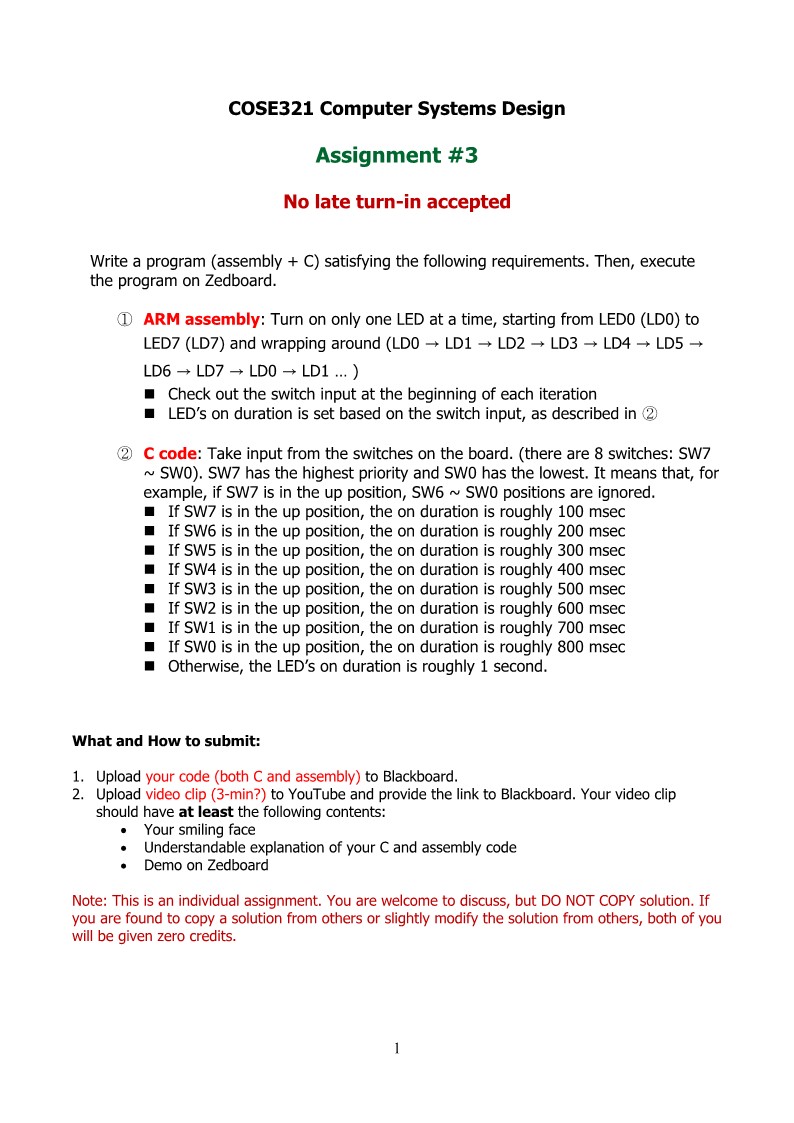 COSE321 Computer Systems Design
Assignment #3
No late turn-in accepted
Write a program (assembly + C) satisfying the following requirements. Then, execute
the program on Zedboard.
① ARM assembly: Turn on only one LED at a time, starting from LED0 (LD0) to
LED7 (LD7) and wrapping around (LD0 → LD1 → LD2 → LD3 → LD4 → LD5 →
LD6 → LD7 → LD0 → LD1 … )
■ Check out the switch input at the beginning of each iteration
■ LED’s on duration is set based on the switch input, as described in ②
② C code: Take input from the switches on the board. (there are 8 switches: SW7
~ SW0). SW7 has the highest priority and SW0 has the lowest. It means that, for
example, if SW7 is in the up position, SW6 ~ SW0 positions are ignored.
■ If SW7 is in the up position, the on duration is roughly 100 msec
■ If SW6 is in the up position, the on duration is roughly 200 msec
■ If SW5 is in the up position, the on duration is roughly 300 msec
■ If SW4 is in the up position, the on duration is roughly 400 msec
■ If SW3 is in the up position, the on duration is roughly 500 msec
■ If SW2 is in the up position, the on duration is roughly 600 msec
■ If SW1 is in the up position, the on duration is roughly 700 msec
■ If SW0 is in the up position, the on duration is roughly 800 msec
■ Otherwise, the LED’s on duration is roughly 1 second.
What and How to submit:
1. Upload your code (both C and assembly) to Blackboard.
2. Upload video clip (3-min?) to YouTube and provide the link to Blackboard. Your video clip
should have at least the following contents:
• Your smiling face
• Understandable explanation of your C and assembly code
• Demo on Zedboard
Note: This is an individual assignment. You are welcome to discuss, but DO NOT COPY solution. If
you are found to copy a solution from others or slightly modify the solution from others, both of you
will be given zero credits.
1